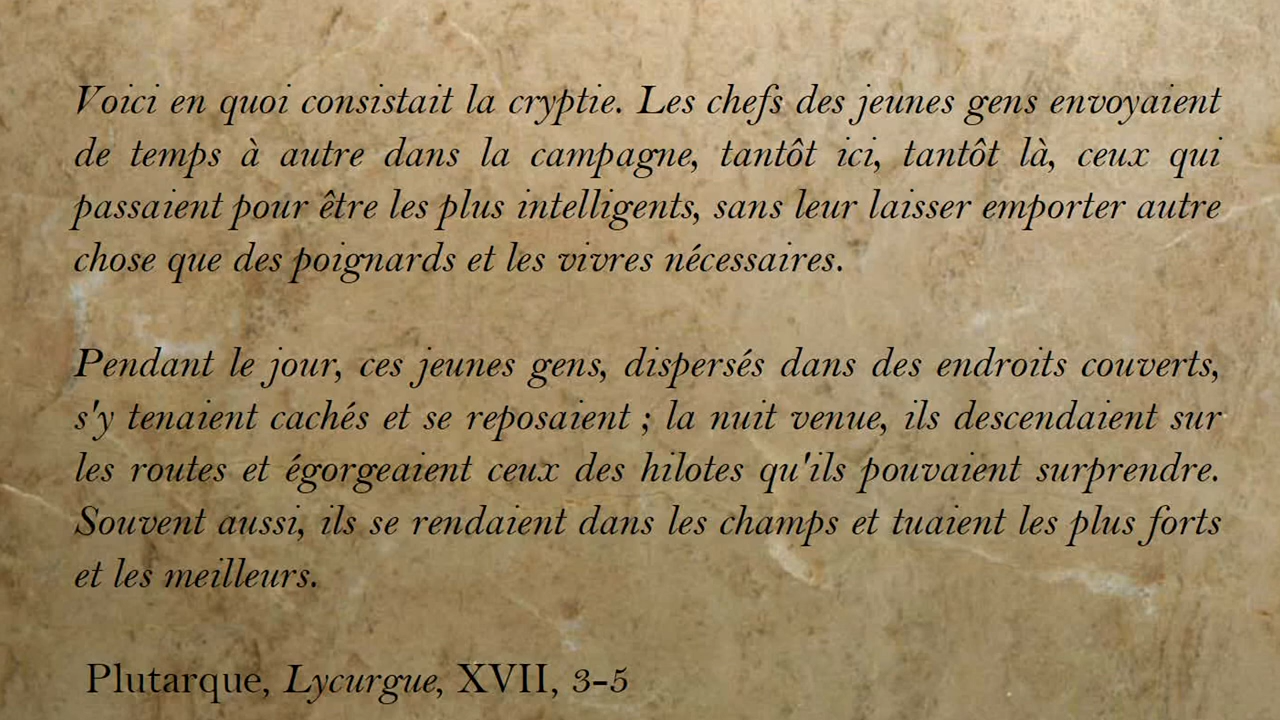 Voici en quoi consistait la cryptie. Les chefs des jeunes gens envoyaient
de temps à autre dans la campagne, tantôt ici, tantôt là, ceux qui
passaient pour être les plus intelligents, sans leur laisser emporter autre
chose que des poignards et les vivres nécessaires.
Pendant le jour, ces jeunes gens, dispersés dans des endroits couverts,
s'y tenaient cachés et se reposaient ; la nuit venue, ils descendaient sur
les routes et égorgeaient ceux des hilotes qu'ils pouvaient surprendre.
Souvent aussi, ils se rendaient dans les champs et tuaient les plus forts
et les meilleurs.
Plutarque, Lycurgue, XVII, 3-5